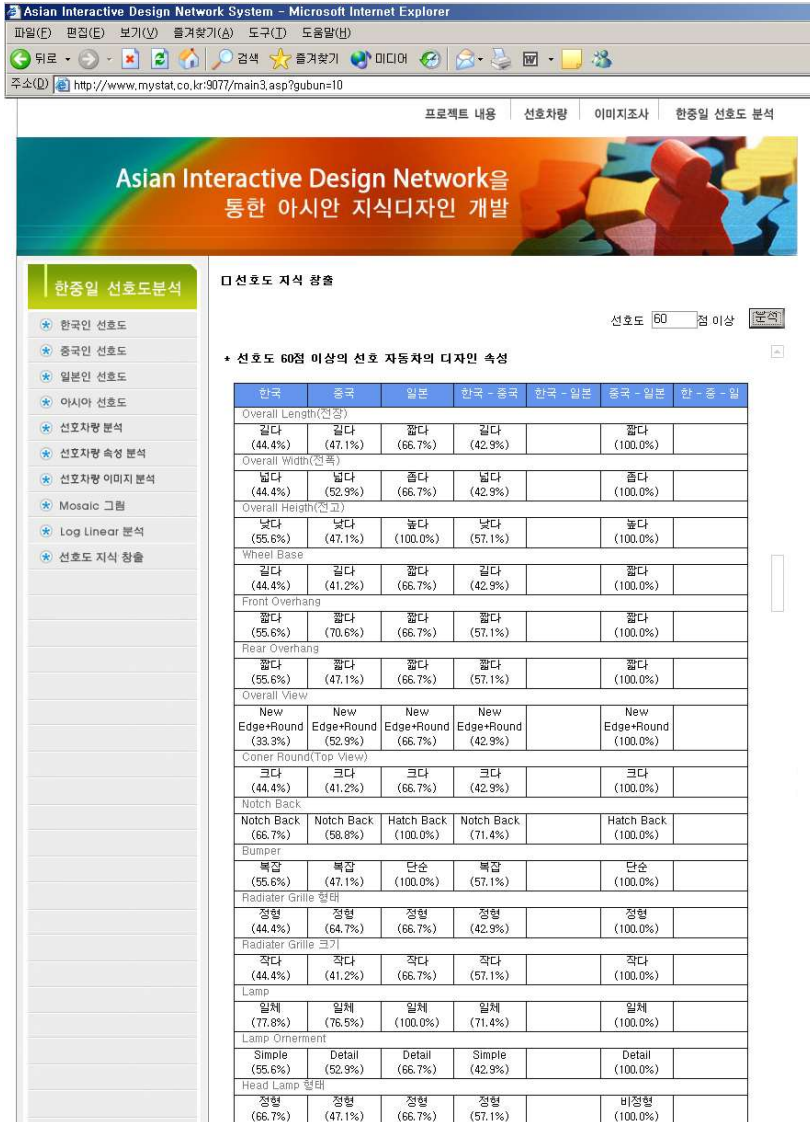 Asian Interactive Design Network System - Microsoft Internet Explorer
파일(F) 편집(E) 보기(V) 즐겨찾기(A) 도구(T) 도움말(H)
뒤로 검색 즐겨찾기 미디어
주소(D) http://www.mystat.co.kr:9077/main3.asp?gubun=10
프로젝트 내용 선호차량 이미지조사 한중일 선호도 분석
Asian Interactive Design Network을
통한 아시안 지식디자인 개발
한중일 선호도분석
한국인 선호도
중국인 선호도
일본인 선호도
아시아 선호도
선호차량 분석
선호차량 속성 분석
선호차량 이미지 분석
Mosaic 그림
Log Linear 분석
선호도 지식 창출
□ 선호도 지식 창출
선호도 60 점 이상 분석
* 선호도 60점 이상의 선호 자동차의 디자인 속성
한국 중국 일본 한국 - 중국 한국 - 일본 중국 - 일본 한 - 중 - 일
Overall Length(전장)
길다 길다 짧다 길다 짧다
(44.4%) (47.1%) (66.7%) (42.9%) (100.0%)
Overall Width(전폭)
넓다 넓다 좁다 넓다 좁다
(44.4%) (52.9%) (66.7%) (42.9%) (100.0%)
Overall Heigth(전고)
낮다 낮다 높다 낮다 높다
(55.6%) (47.1%) (100.0%) (57.1%) (100.0%)
Wheel Base
길다 길다 짧다 길다 짧다
(44.4%) (41.2%) (66.7%) (42.9%) (100.0%)
Front Overhang
짧다 짧다 짧다 짧다 짧다
(55.6%) (70.6%) (66.7%) (57.1%) (100.0%)
Rear Overhang
짧다 짧다 짧다 짧다 짧다
(55.6%) (47.1%) (66.7%) (57.1%) (100.0%)
Overall View
New New New New New
Edge+Round Edge+Round Edge+Round Edge+Round Edge+Round
(33.3%) (52.9%) (66.7%) (42.9%) (100.0%)
Coner Round(Top View)
크다 크다 크다 크다 크다
(44.4%) (41.2%) (66.7%) (42.9%) (100.0%)
Notch Back
Notch Back Notch Back Hatch Back Notch Back Hatch Back
(66.7%) (58.8%) (100.0%) (71.4%) (100.0%)
Bumper
복잡 복잡 단순 복잡 단순
(55.6%) (47.1%) (100.0%) (57.1%) (100.0%)
Radiater Grille 형태
정형 정형 정형 정형 정형
(44.4%) (64.7%) (66.7%) (42.9%) (100.0%)
Radiater Grille 크기
작다 작다 작다 작다 작다
(44.4%) (41.2%) (66.7%) (57.1%) (100.0%)
Lamp
일체 일체 일체 일체 일체
(77.8%) (76.5%) (100.0%) (71.4%) (100.0%)
Lamp Ornerment
Simple Detail Detail Simple Detail
(55.6%) (52.9%) (66.7%) (42.9%) (100.0%)
Head Lamp 형태
정형 정형 정형 정형 비정형
(66.7%) (47.1%) (66.7%) (57.1%) (100.0%)